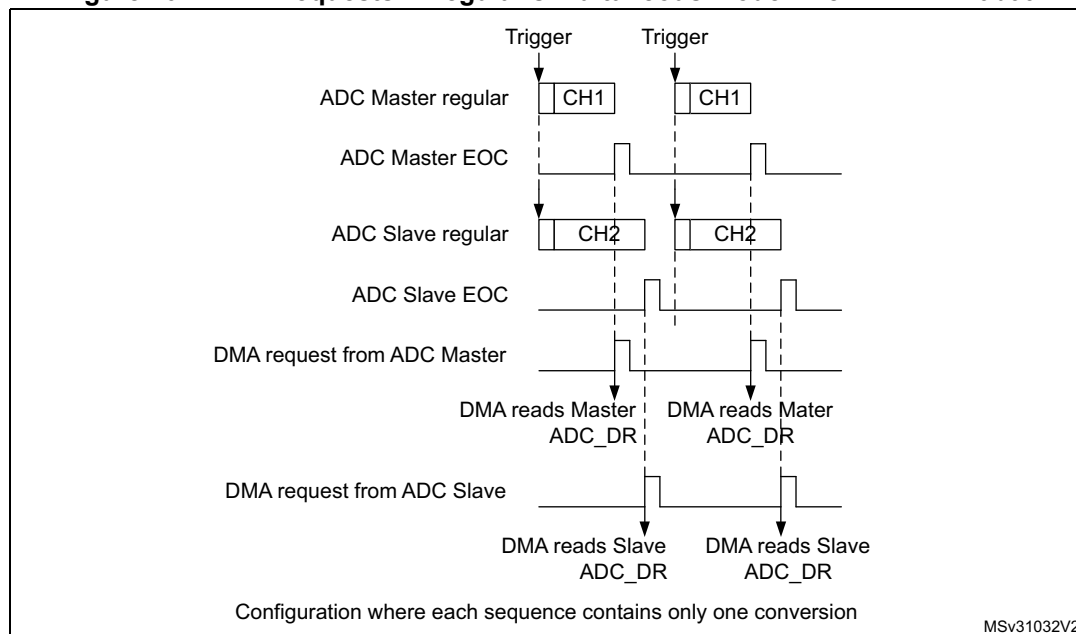 Trigger Trigger
ADC Master regular CH1 CH1
ADC Master EOC
ADC Slave regular CH2 CH2
ADC Slave EOC
DMA request from ADC Master
DMA reads Master DMA reads Mater
ADC_DR ADC_DR
DMA request from ADC Slave
DMA reads Slave DMA reads Slave
ADC_DR ADC_DR
Configuration where each sequence contains only one conversion
MSv31032V2